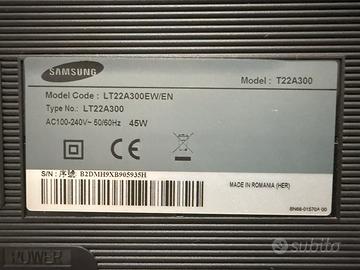 SAMSUNG
Model : T22A300
Model Code : LT22A300EW/EN
Type No.: LT22A300
AC100-240V~ 50/60Hz 45W
S/N : 序號 B2DMH9XB905935H
MADE IN ROMANIA (HER)
BN68-01570A 00
POWER
subito